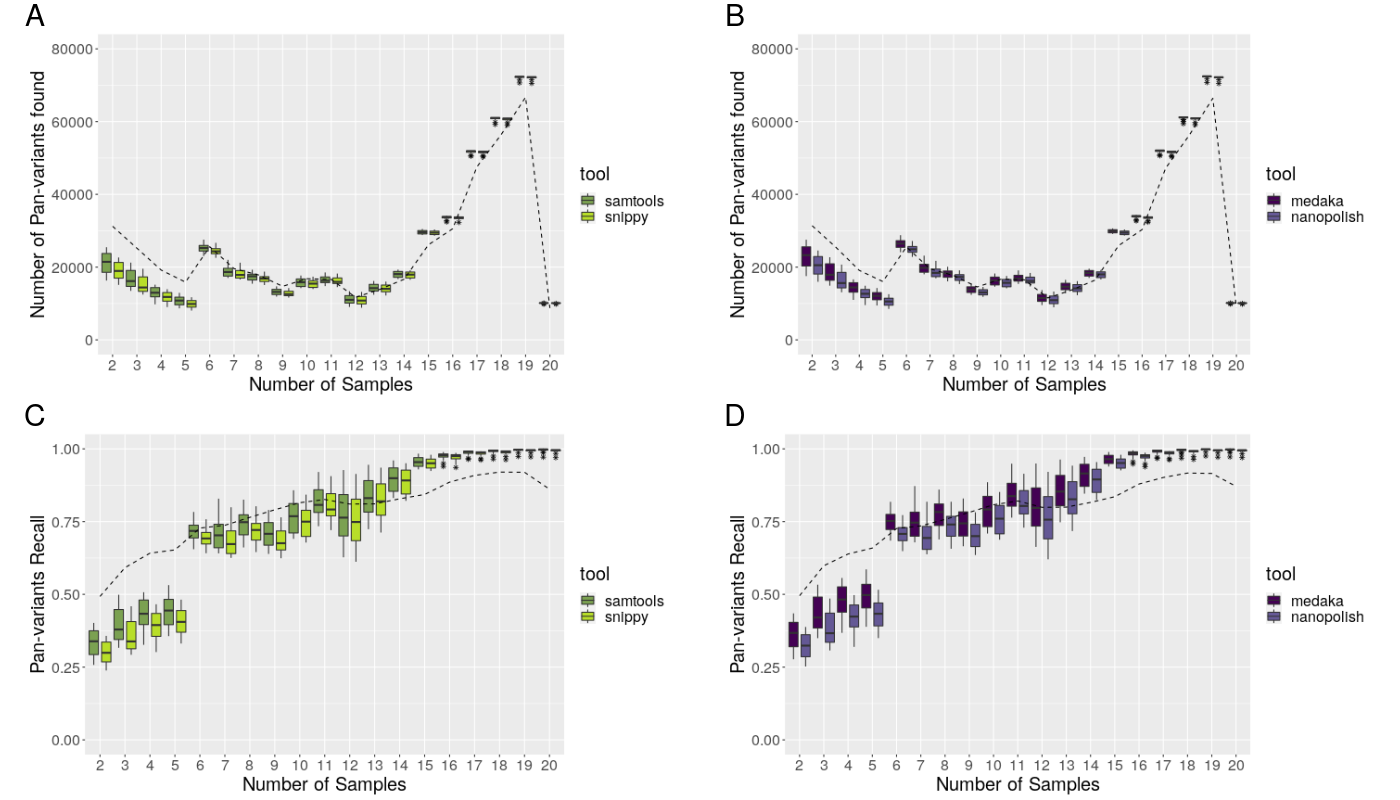 A
Number of Pan-variants found
80000
60000
40000
20000
0
2 3 4 5 6 7 8 9 10 11 12 13 14 15 16 17 18 19 20
Number of Samples
tool
samtools
snippy
B
Number of Pan-variants found
80000
60000
40000
20000
0
2 3 4 5 6 7 8 9 10 11 12 13 14 15 16 17 18 19 20
Number of Samples
tool
medaka
nanopolish
C
Pan-variants Recall
1.00
0.75
0.50
0.25
0.00
2 3 4 5 6 7 8 9 10 11 12 13 14 15 16 17 18 19 20
Number of Samples
tool
samtools
snippy
D
Pan-variants Recall
1.00
0.75
0.50
0.25
0.00
2 3 4 5 6 7 8 9 10 11 12 13 14 15 16 17 18 19 20
Number of Samples
tool
medaka
nanopolish